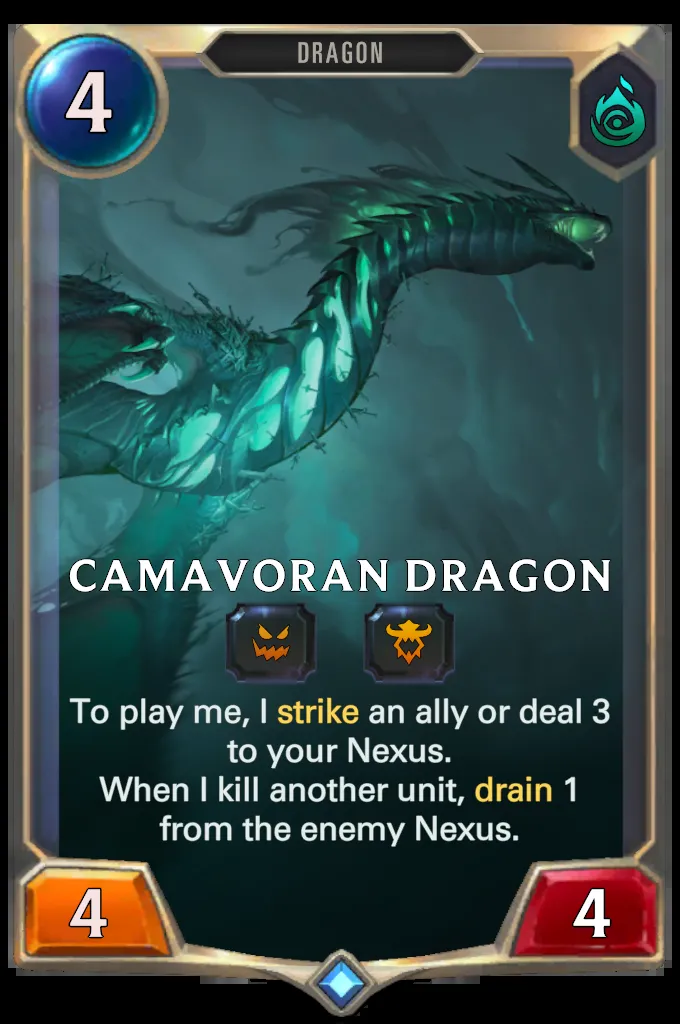 DRAGON
4
CAMAVORAN DRAGON
To play me, I strike an ally or deal 3
to your Nexus.
When I kill another unit, drain 1
from the enemy Nexus.
4
4